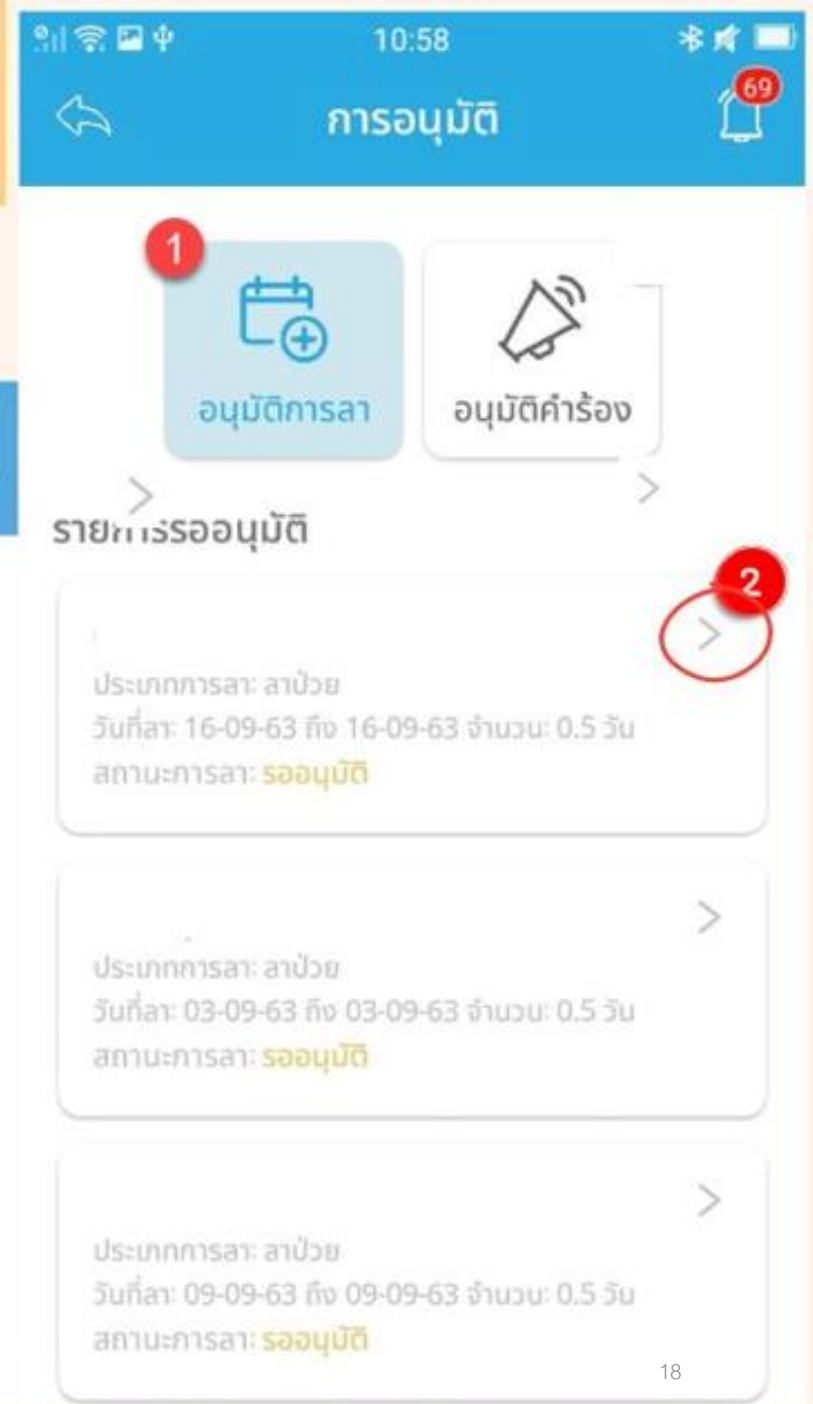 10:58
การอนุมัติ
69
1
อนุมัติการลา
อนุมัติคำร้อง
รายการรออนุมัติ
2
ประเภทการลา: ลาป่วย
วันที่ลา: 16-09-63 ถึง 16-09-63 จำนวน: 0.5 วัน
สถานะการลา: รออนุมัติ
ประเภทการลา: ลาป่วย
วันที่ลา: 03-09-63 ถึง 03-09-63 จำนวน: 0.5 วัน
สถานะการลา: รออนุมัติ
ประเภทการลา: ลาป่วย
วันที่ลา: 09-09-63 ถึง 09-09-63 จำนวน: 0.5 วัน
สถานะการลา: รออนุมัติ
18